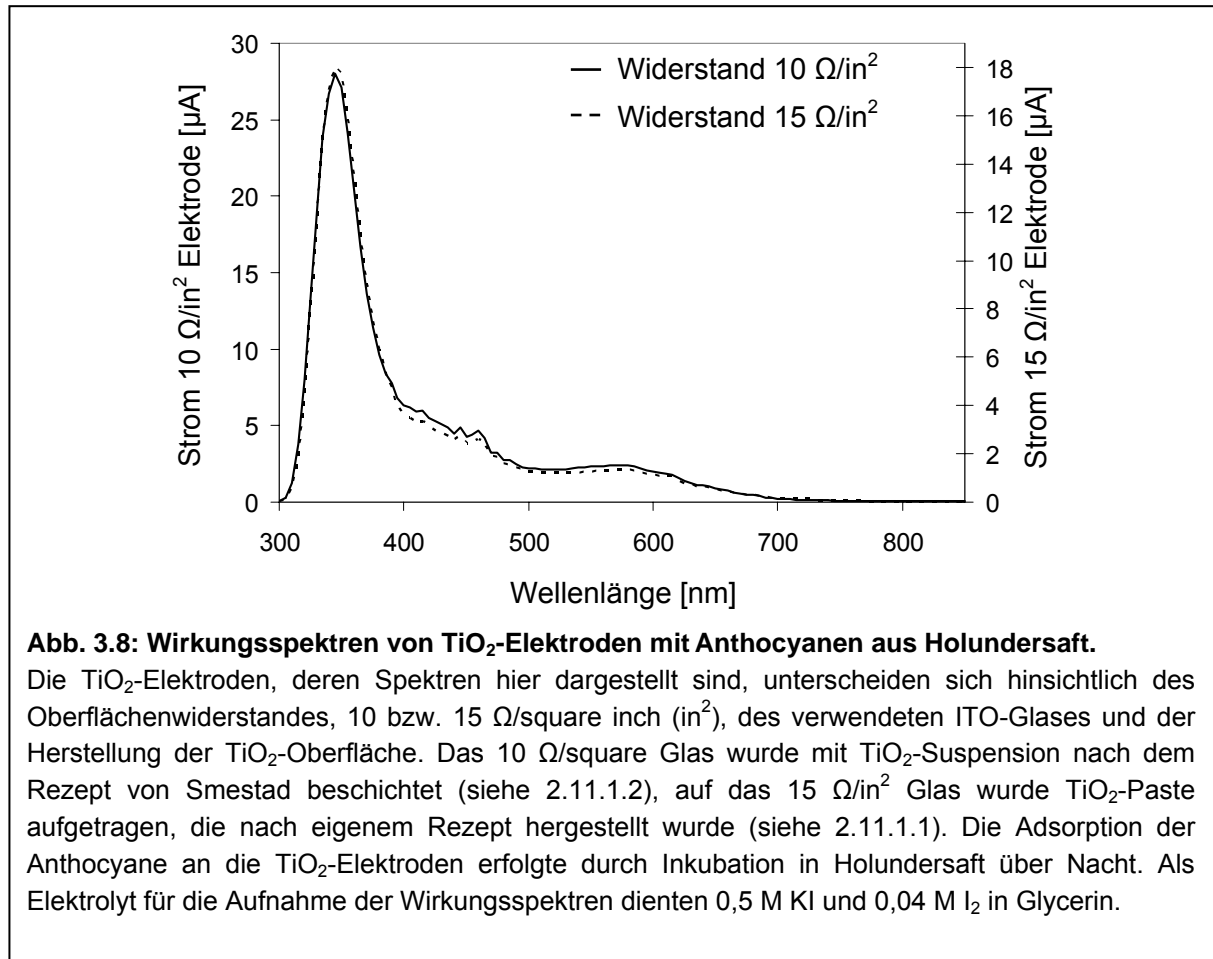 Widerstand 10 Ω/in²
Widerstand 15 Ω/in²
Strom 10 Ω/in² Elektrode [µA]
30
25
20
15
10
5
0
Strom 15 Ω/in² Elektrode [µA]
18
16
14
12
10
8
6
4
2
0
300 400 500 600 700 800
Wellenlänge [nm]
Abb. 3.8: Wirkungsspektren von TiO₂-Elektroden mit Anthocyanen aus Holundersaft.
Die TiO₂-Elektroden, deren Spektren hier dargestellt sind, unterscheiden sich hinsichtlich des
Oberflächenwiderstandes, 10 bzw. 15 Ω/square inch (in²), des verwendeten ITO-Glases und der
Herstellung der TiO₂-Oberfläche. Das 10 Ω/square Glas wurde mit TiO₂-Suspension nach dem
Rezept von Smestad beschichtet (siehe 2.11.1.2), auf das 15 Ω/in² Glas wurde TiO₂-Paste
aufgetragen, die nach eigenem Rezept hergestellt wurde (siehe 2.11.1.1). Die Adsorption der
Anthocyane an die TiO₂-Elektroden erfolgte durch Inkubation in Holundersaft über Nacht. Als
Elektrolyt für die Aufnahme der Wirkungsspektren dienten 0,5 M KI und 0,04 M I₂ in Glycerin.